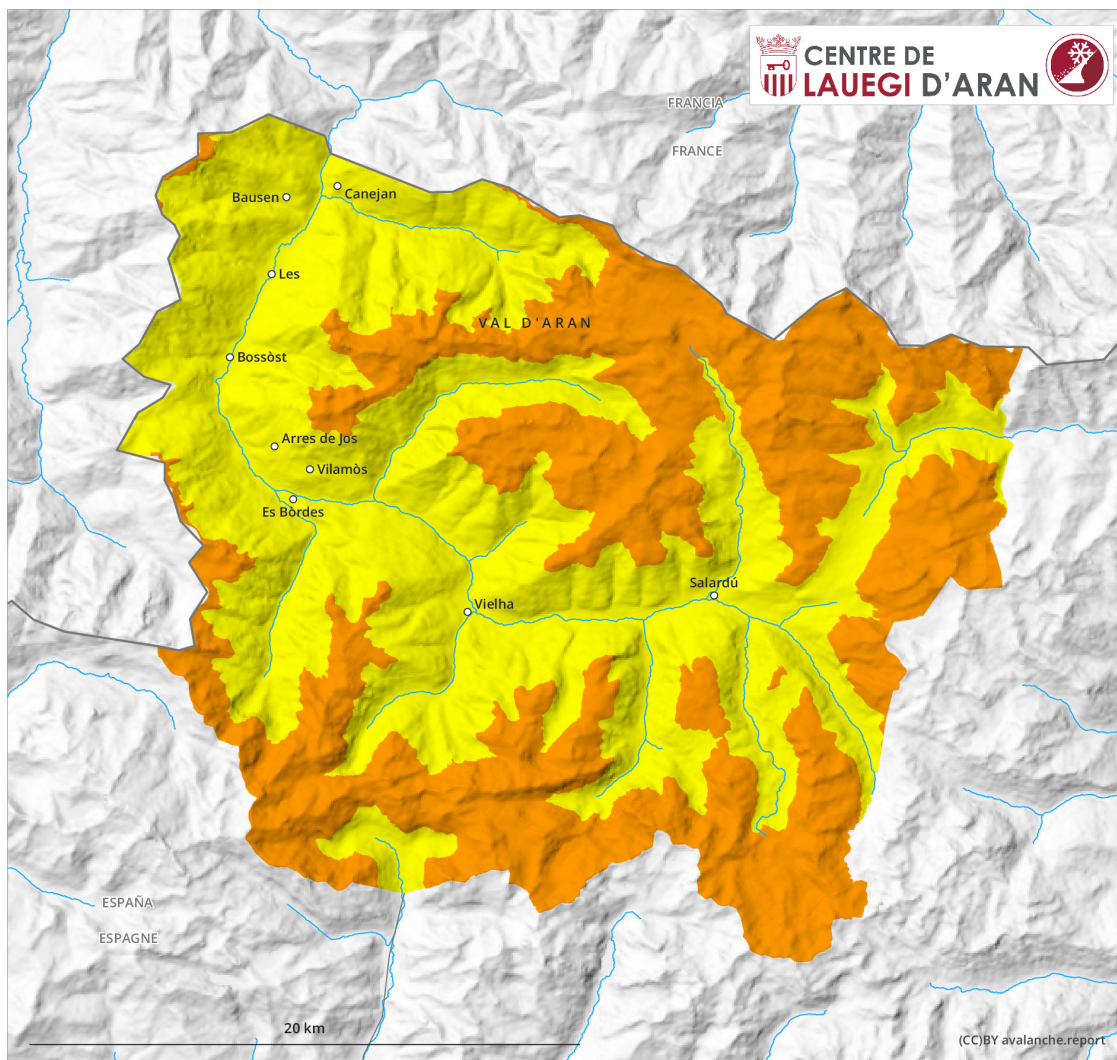 CENTRE DE
LAUEGI D'ARAN
FRANCIA
FRANCE
Bausen
Canejan
Les
VAL D'ARAN
Bossòst
Arres de Jos
Vilamòs
Es Bòrdes
Salardú
Vielha
ESPAÑA
ESPAGNE
20 km
(CC)BY avalanche.report